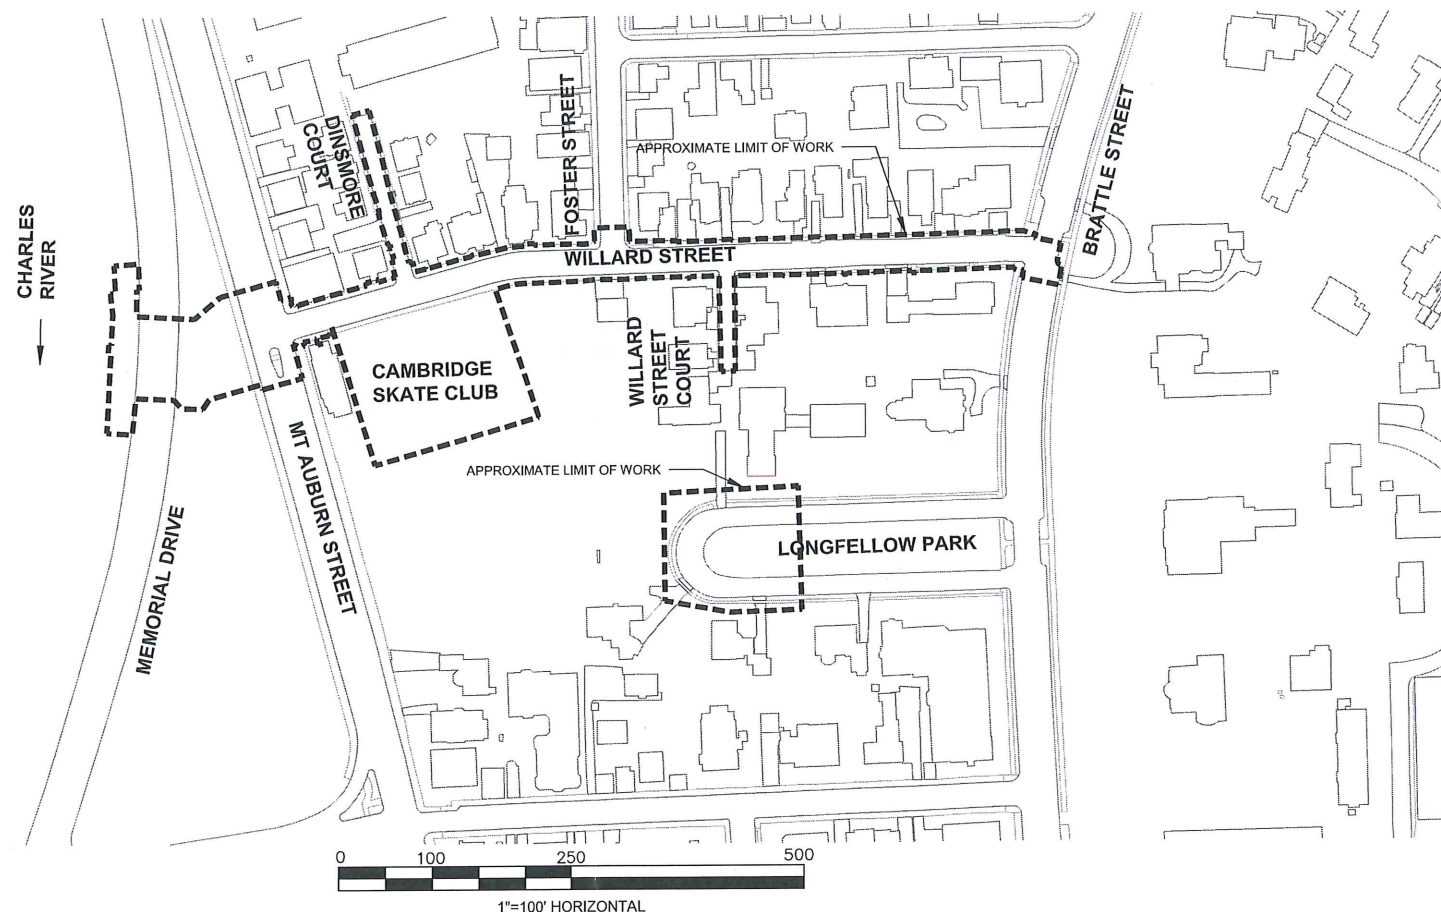 DINSMORE
COURT
FOSTER STREET
APPROXIMATE LIMIT OF WORK
BRATTLE STREET
CHARLES
RIVER
WILLARD STREET
WILLARD
STREET
COURT
CAMBRIDGE
SKATE CLUB
MT AUBURN STREET
APPROXIMATE LIMIT OF WORK
LONGFELLOW PARK
MEMORIAL DRIVE
0 100 250 500
1"=100' HORIZONTAL